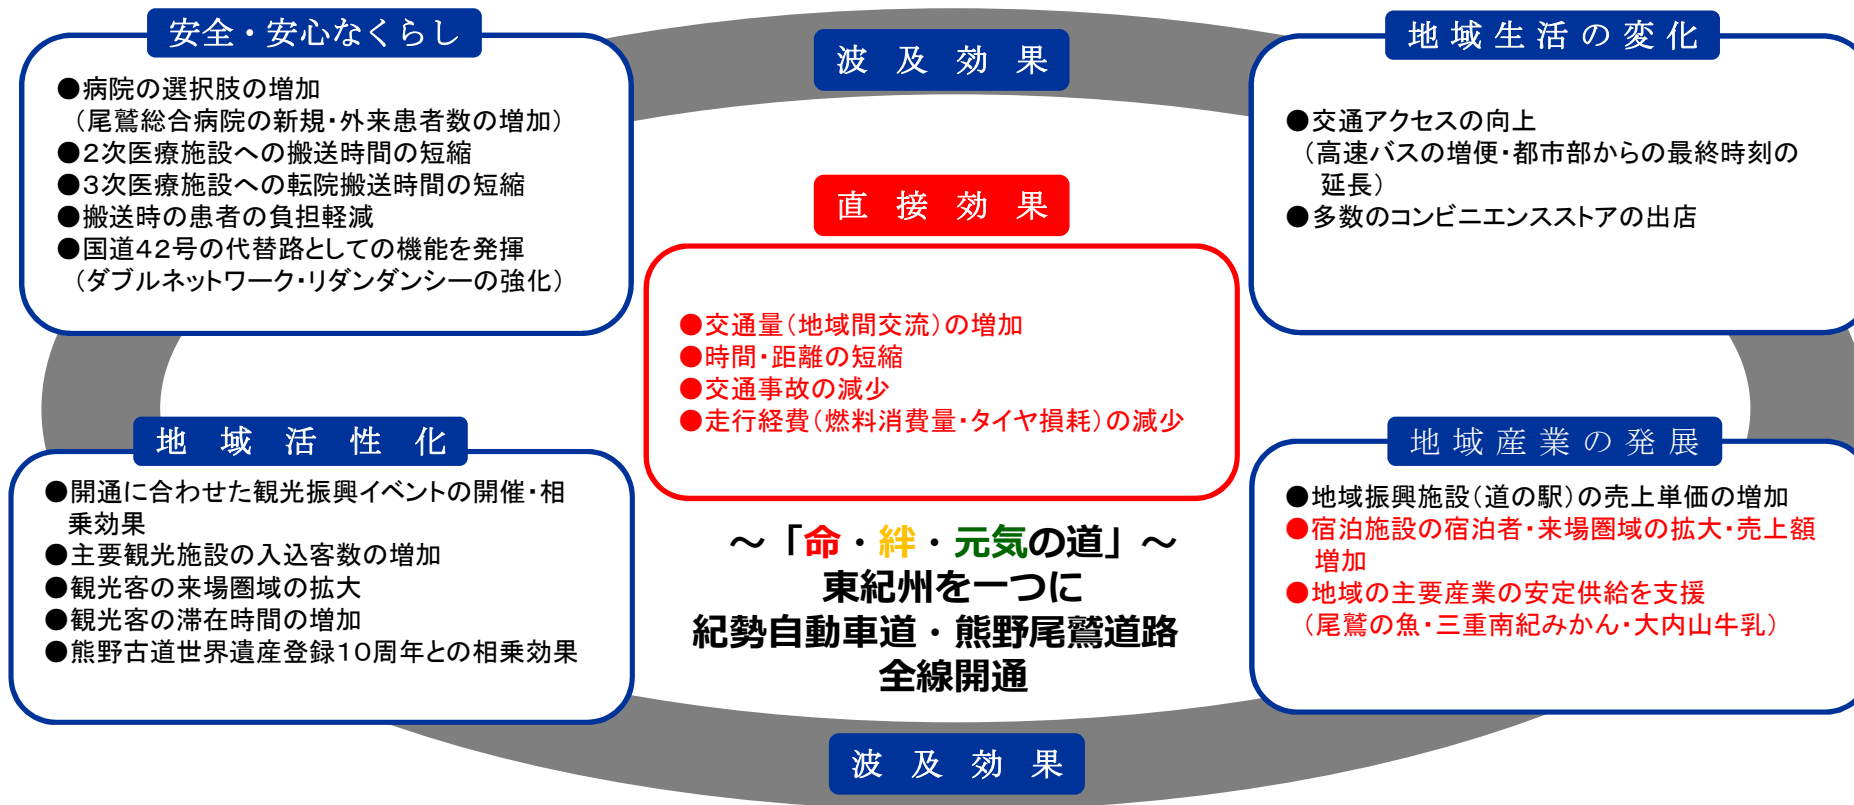 安全・安心なくらし
●病院の選択肢の増加
（尾鷲総合病院の新規・外来患者数の増加）
●２次医療施設への搬送時間の短縮
●３次医療施設への転院搬送時間の短縮
●搬送時の患者の負担軽減
●国道４２号の代替路としての機能を発揮
（ダブルネットワーク・リダンダンシーの強化）
波及効果
地域生活の変化
●交通アクセスの向上
（高速バスの増便・都市部からの最終時刻の
延長）
●多数のコンビニエンスストアの出店
直接効果
●交通量（地域間交流）の増加
●時間・距離の短縮
●交通事故の減少
●走行経費（燃料消費量・タイヤ損耗）の減少
地域活性化
●開通に合わせた観光振興イベントの開催・相
乗効果
●主要観光施設の入込客数の増加
●観光客の来場圏域の拡大
●観光客の滞在時間の増加
●熊野古道世界遺産登録１０周年との相乗効果
～「命・絆・元気の道」～
東紀州を一つに
紀勢自動車道・熊野尾鷲道路
全線開通
地域産業の発展
●地域振興施設（道の駅）の売上単価の増加
●宿泊施設の宿泊者・来場圏域の拡大・売上額
増加
●地域の主要産業の安定供給を支援
（尾鷲の魚・三重南紀みかん・大内山牛乳）
波及効果